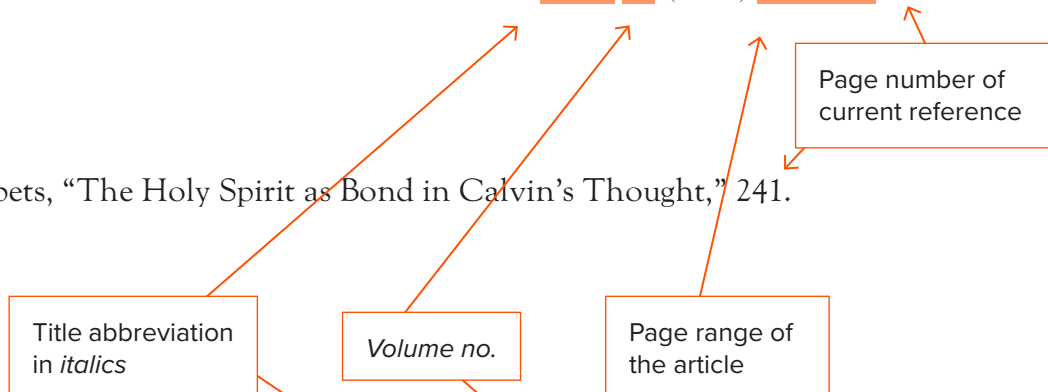 Page number of
current reference
pets, “The Holy Spirit as Bond in Calvin’s Thought,” 241.
Title abbreviation
in italics
Volume no.
Page range of
the article